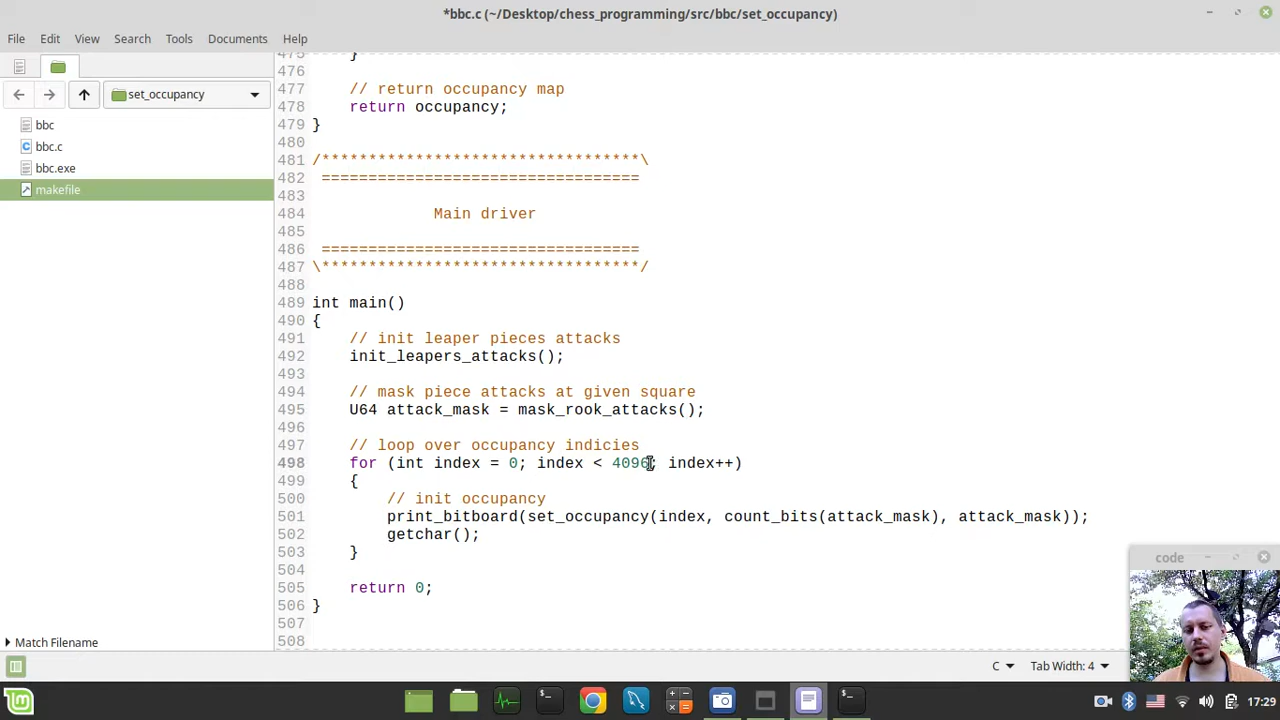 *bbc.c (~/Desktop/chess_programming/src/bbc/set_occupancy)
File Edit View Search Tools Documents Help
set_occupancy
bbc
bbc.c
bbc.exe
makefile
Match Filename
475 }
476
477 // return occupancy map
478 return occupancy;
479 }
480
481 /**********************************\
482 ==================================
483
484 Main driver
485
486 ==================================
487 \**********************************/
488
489 int main()
490 {
491 // init leaper pieces attacks
492 init_leapers_attacks();
493
494 // mask piece attacks at given square
495 U64 attack_mask = mask_rook_attacks();
496
497 // loop over occupancy indicies
498 for (int index = 0; index < 4096; index++)
499 {
500 // init occupancy
501 print_bitboard(set_occupancy(index, count_bits(attack_mask), attack_mask));
502 getchar();
503 }
504
505 return 0;
506 }
507
508
code
C Tab Width: 4
17:29